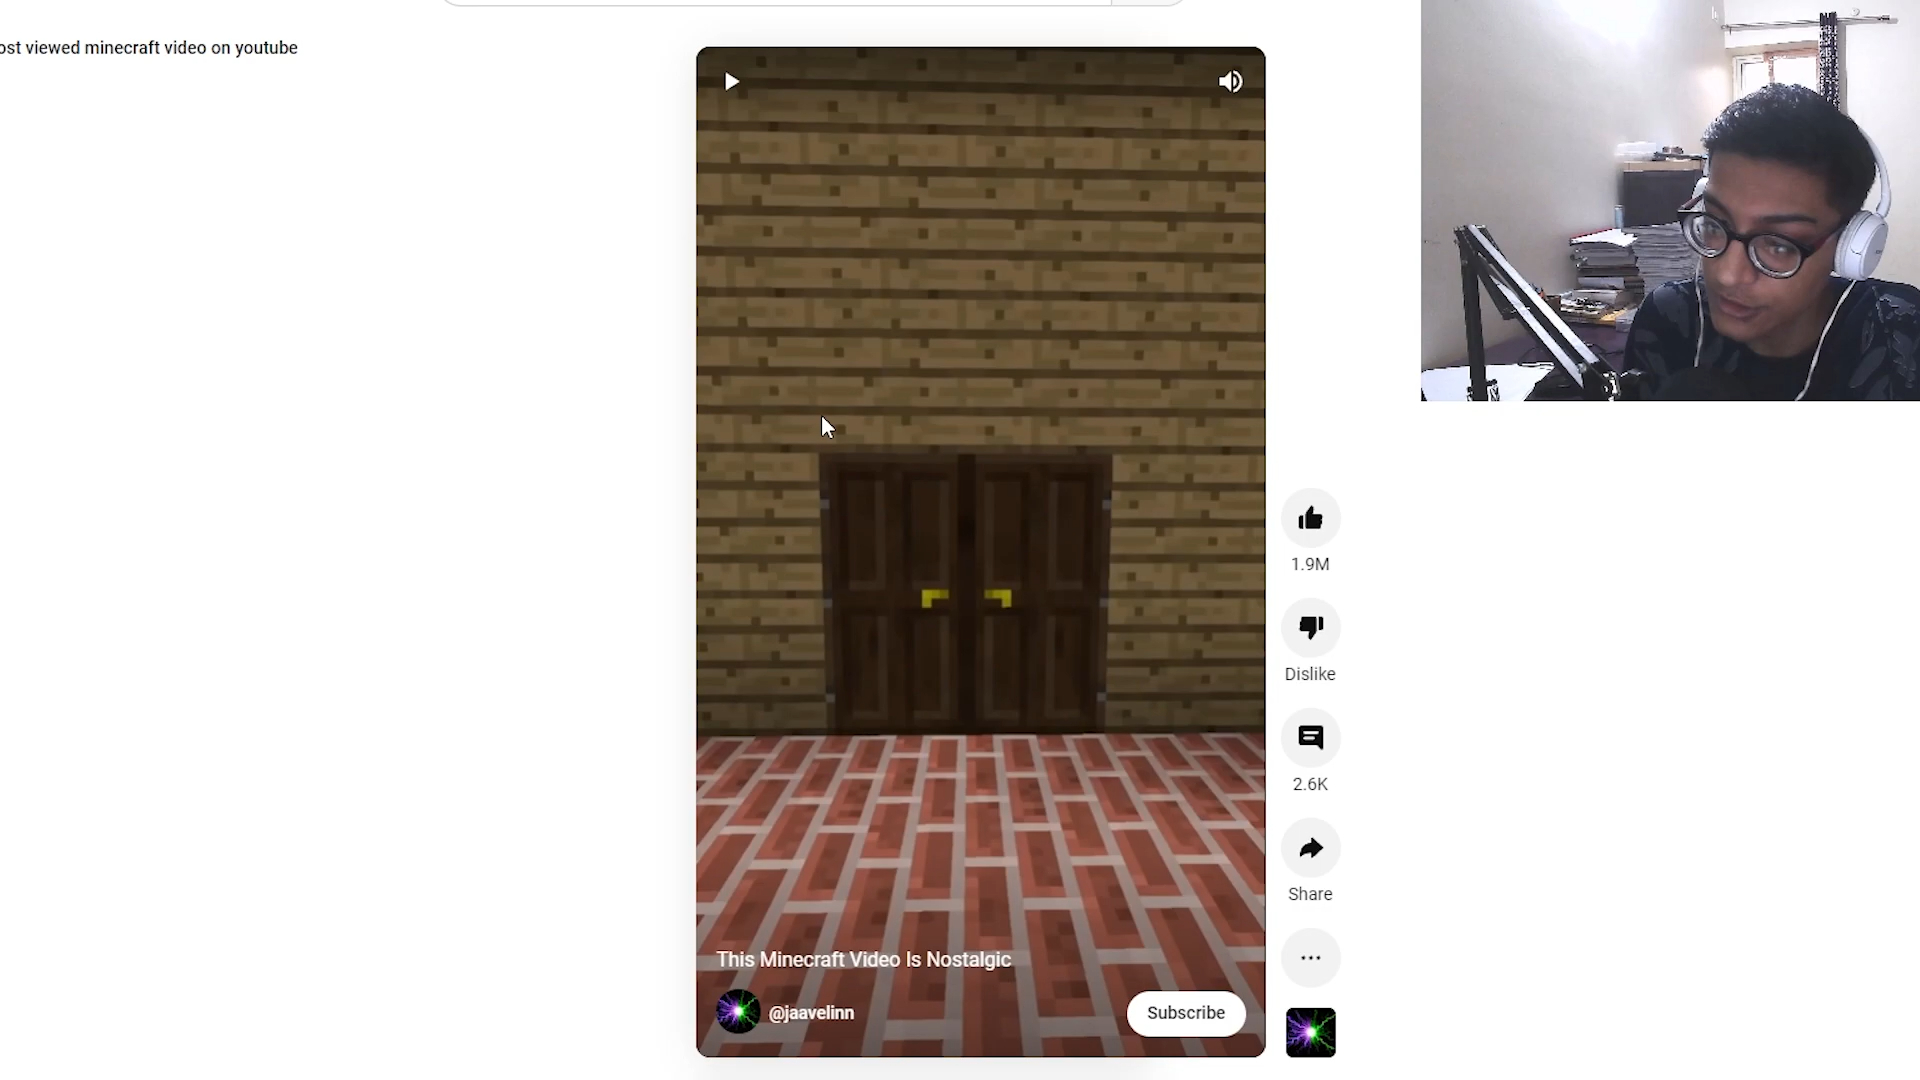 ost viewed minecraft video on youtube
1.9M
Dislike
2.6K
Share
This Minecraft Video Is Nostalgic
@jaavelinn
Subscribe